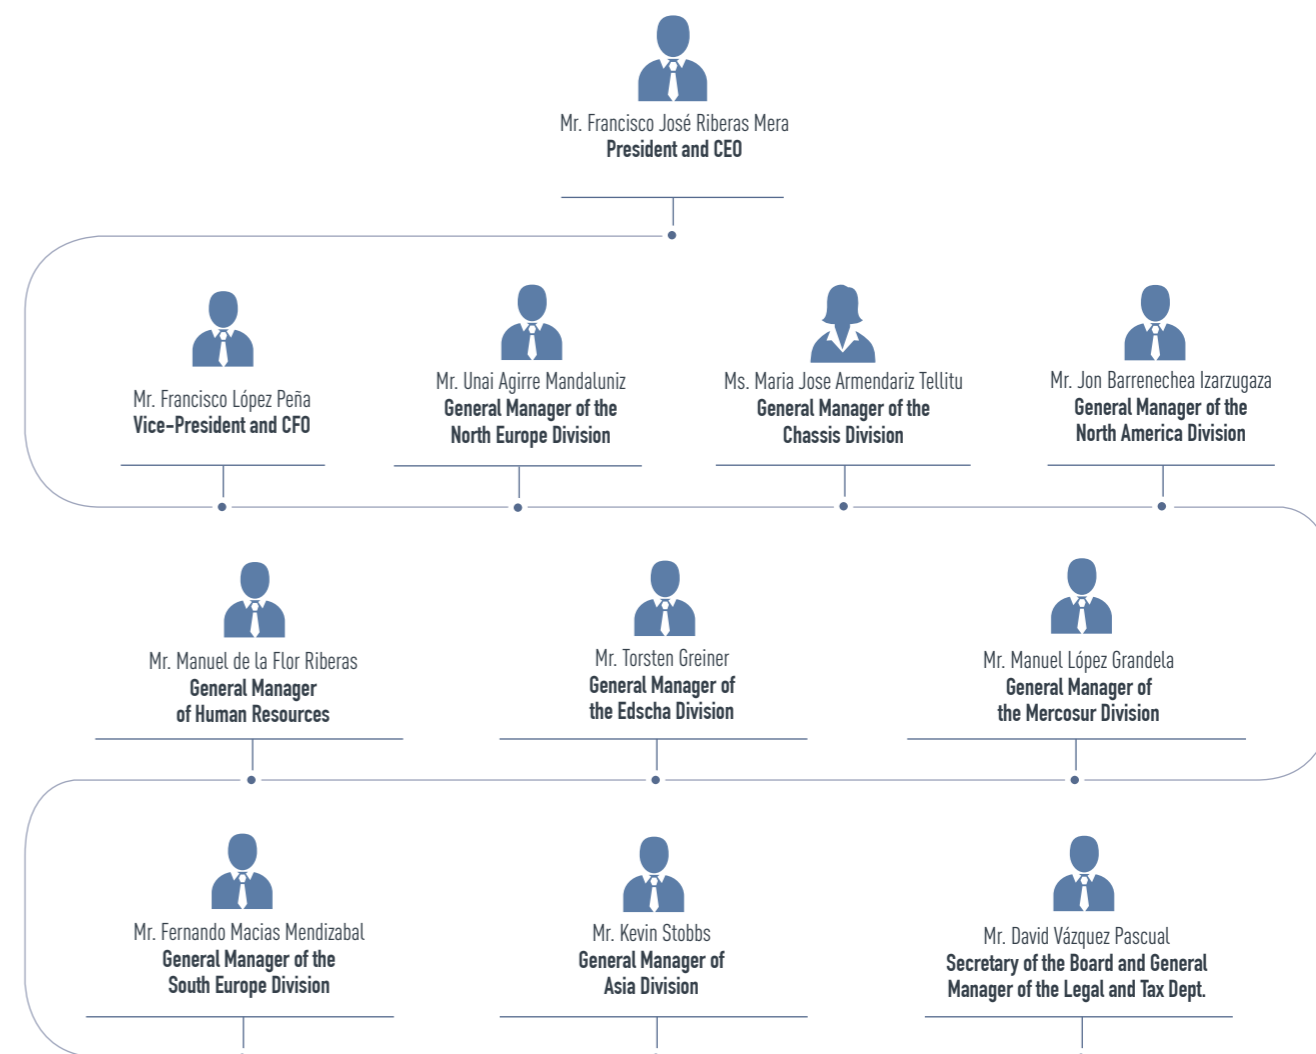 Mr. Francisco José Riberas Mera
President and CEO
Mr. Francisco López Peña
Vice-President and CFO
Mr. Unai Agirre Mandaluniz
General Manager of the
North Europe Division
Ms. Maria Jose Armendariz Tellitu
General Manager of the
Chassis Division
Mr. Jon Barrenechea Izarzugaza
General Manager of the
North America Division
Mr. Manuel de la Flor Riberas
General Manager
of Human Resources
Mr. Torsten Greiner
General Manager of
the Edscha Division
Mr. Manuel López Grandela
General Manager of
the Mercosur Division
Mr. Fernando Macias Mendizabal
General Manager of the
South Europe Division
Mr. Kevin Stobbs
General Manager of
Asia Division
Mr. David Vázquez Pascual
Secretary of the Board and General
Manager of the Legal and Tax Dept.